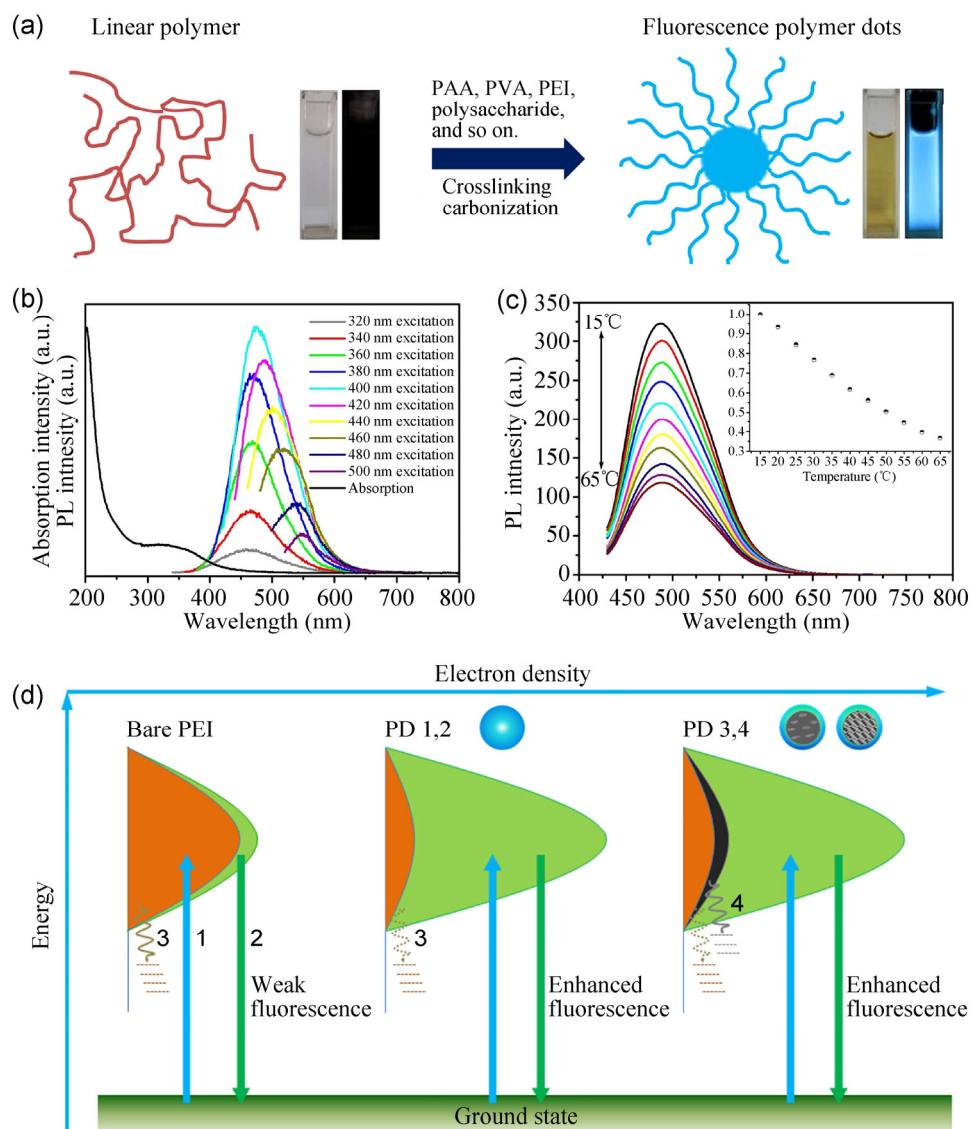 (a)
Linear polymer
Fluorescence polymer dots
PAA, PVA, PEI,
polysaccharide,
and so on.
Crosslinking
carbonization
(b)
Absorption intensity (a.u.)
PL intnesity (a.u.)
320 nm excitation
340 nm excitation
360 nm excitation
380 nm excitation
400 nm excitation
420 nm excitation
440 nm excitation
460 nm excitation
480 nm excitation
500 nm excitation
Absorption
200 300 400 500 600 700 800
Wavelength (nm)
(c)
PL intnesity (a.u.)
350
300
250
200
150
100
50
0
15℃
65℃
400 450 500 550 600 650 700 750 800
Wavelength (nm)
1.0
0.9
0.8
0.7
0.6
0.5
0.4
0.3
15 20 25 30 35 40 45 50 55 60 65
Temperature (℃)
(d)
Electron density
Energy
Bare PEI
PD 1,2
PD 3,4
3 1 2
Weak
fluorescence
3
Enhanced
fluorescence
4
Enhanced
fluorescence
Ground state